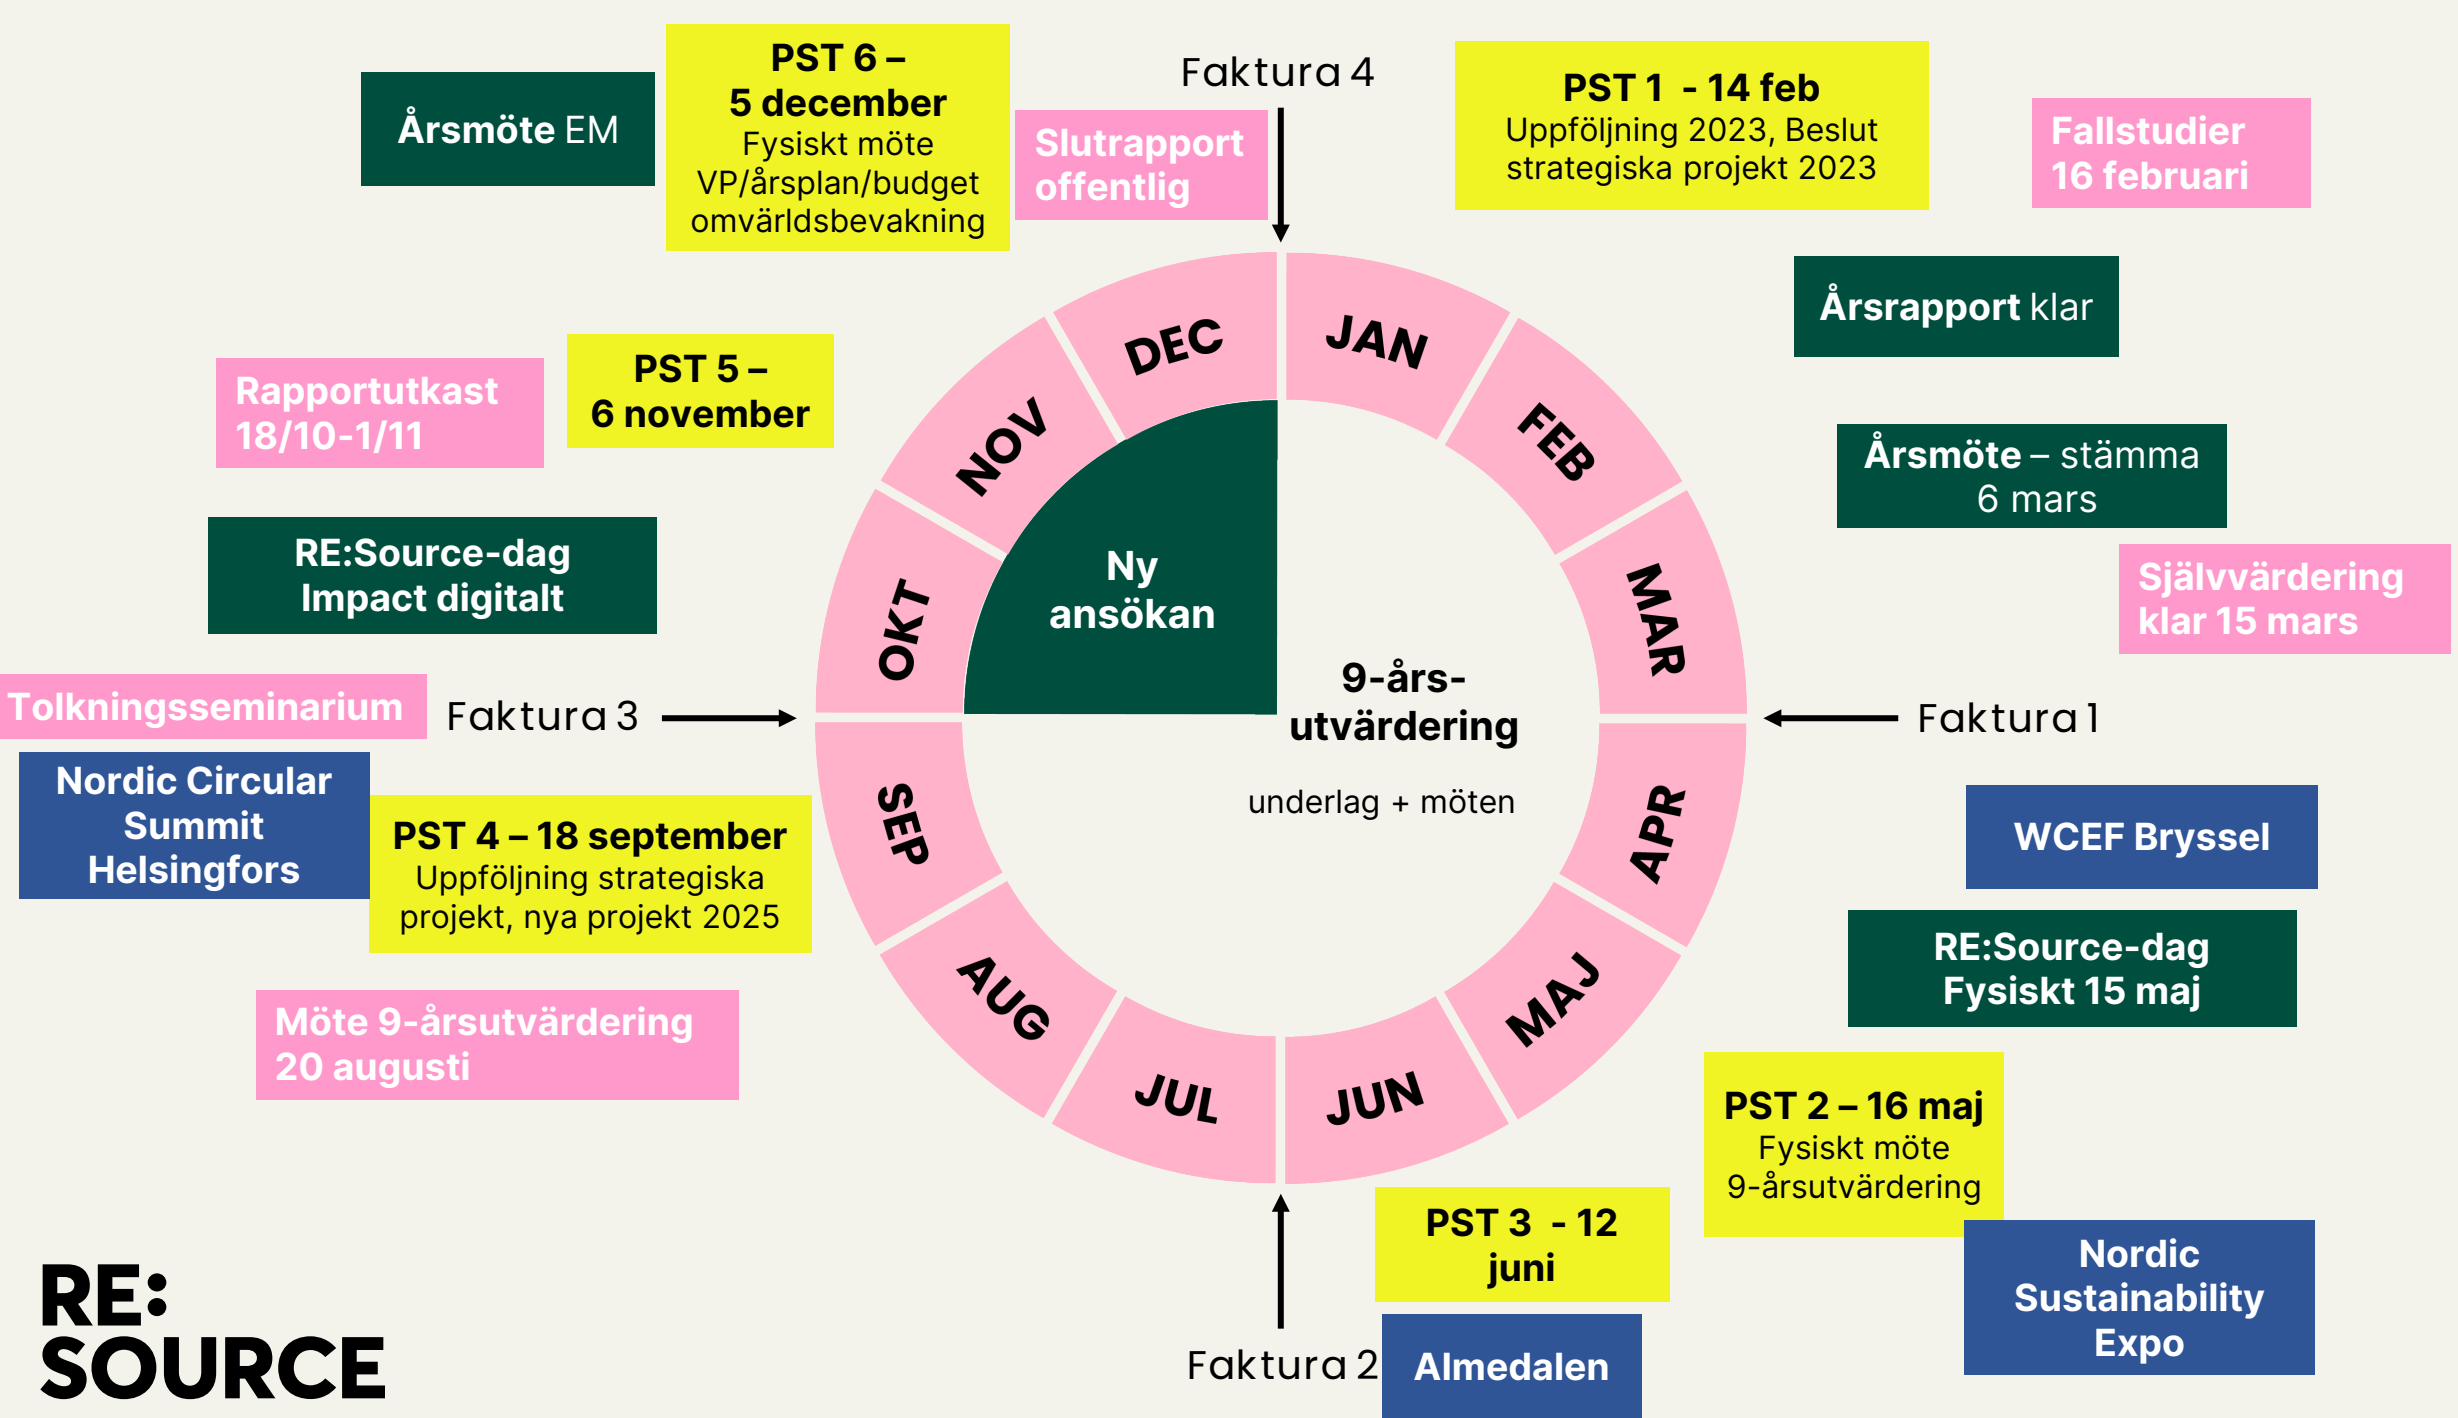 Årsmöte EM
PST 6 –
5 december
Fysiskt möte
VP/årsplan/budget
omvärldsbevakning
Slutrapport
offentlig
Faktura 4
PST 1 - 14 feb
Uppföljning 2023, Beslut
strategiska projekt 2023
Fallstudier
16 februari
Årsrapport klar
Årsmöte – stämma
6 mars
Självvärdering
klar 15 mars
Faktura 1
WCEF Bryssel
RE:Source-dag
Fysiskt 15 maj
PST 2 – 16 maj
Fysiskt möte
9-årsutvärdering
Nordic
Sustainability
Expo
PST 3 - 12
juni
Almedalen
Faktura 2
Möte 9-årsutvärdering
20 augusti
PST 4 – 18 september
Uppföljning strategiska
projekt, nya projekt 2025
Nordic Circular
Summit
Helsingfors
Tolkningsseminarium
Faktura 3
RE:Source-dag
Impact digitalt
Rapportutkast
18/10-1/11
PST 5 –
6 november
JAN
FEB
MAR
APR
MAJ
JUN
JUL
AUG
SEP
OKT
NOV
DEC
Ny
ansökan
9-års-
utvärdering
underlag + möten
RE:
SOURCE